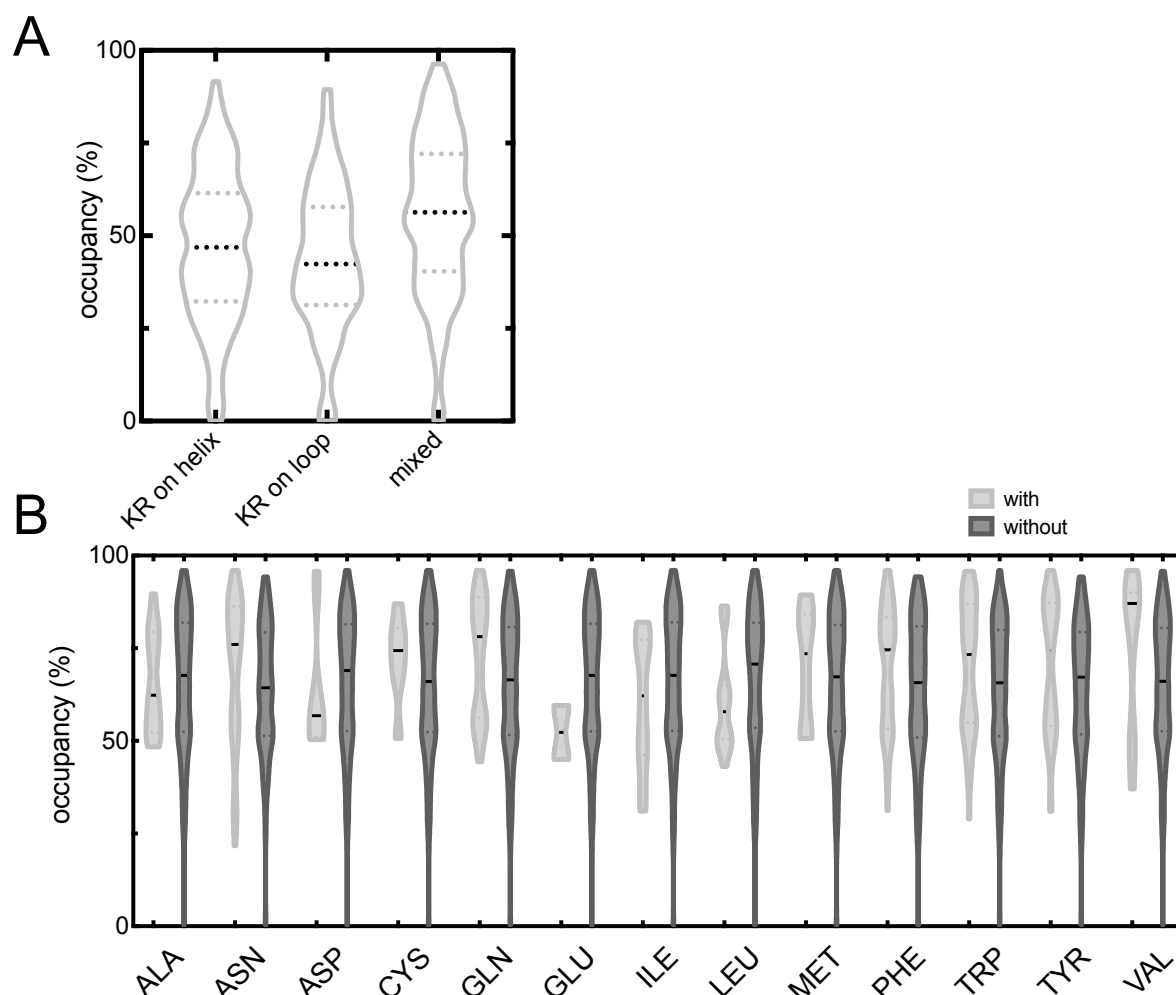 A
100
50
0
occupancy (%)
KR on helix
KR on loop
mixed
B
with
without
100
50
0
occupancy (%)
ALA
ASN
ASP
CYS
GLN
GLU
ILE
LEU
MET
PHE
TRP
TYR
VAL